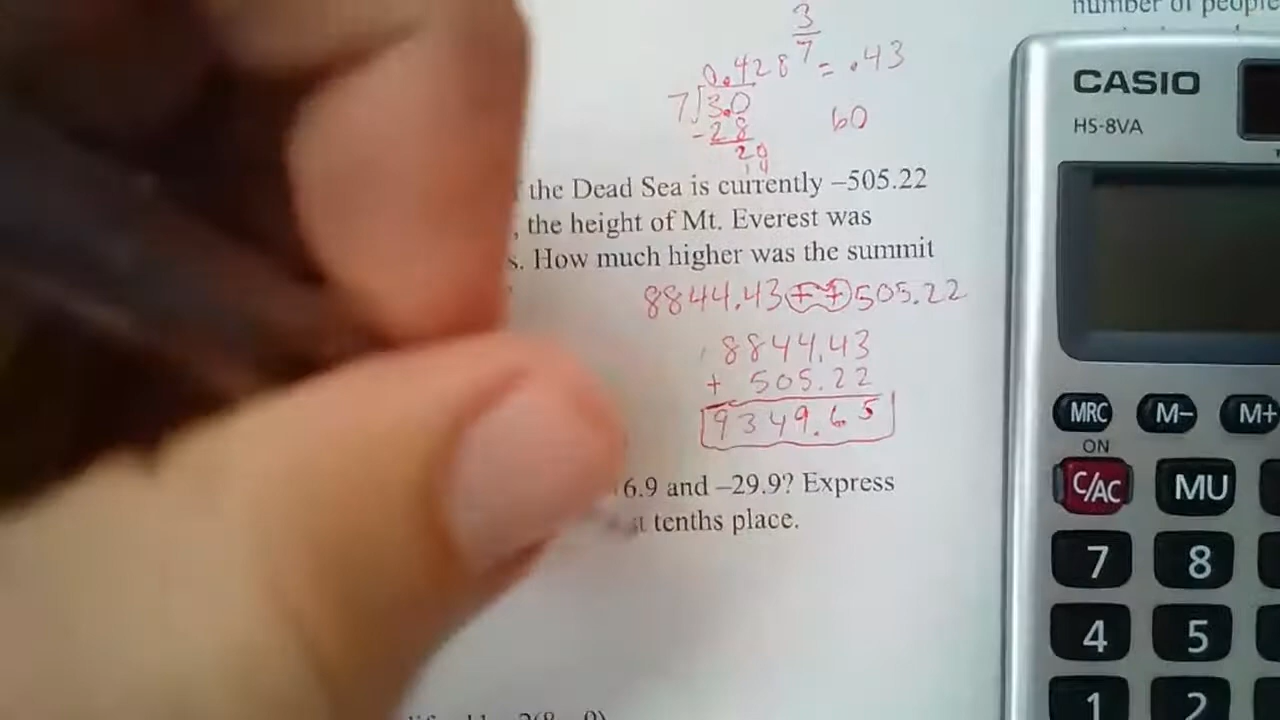 number of people
3
7
= .43
0.428
7 3.0
60
-28
20
14
the Dead Sea is currently –505.22
, the height of Mt. Everest was
s. How much higher was the summit
8844.43 + + 505.22
8844.43
+ 505.22
9349.65
6.9 and –29.9? Express
tenths place.
CASIO
HS-8VA
MRC M– M+
ON
C/AC MU
7 8
4 5
1 2